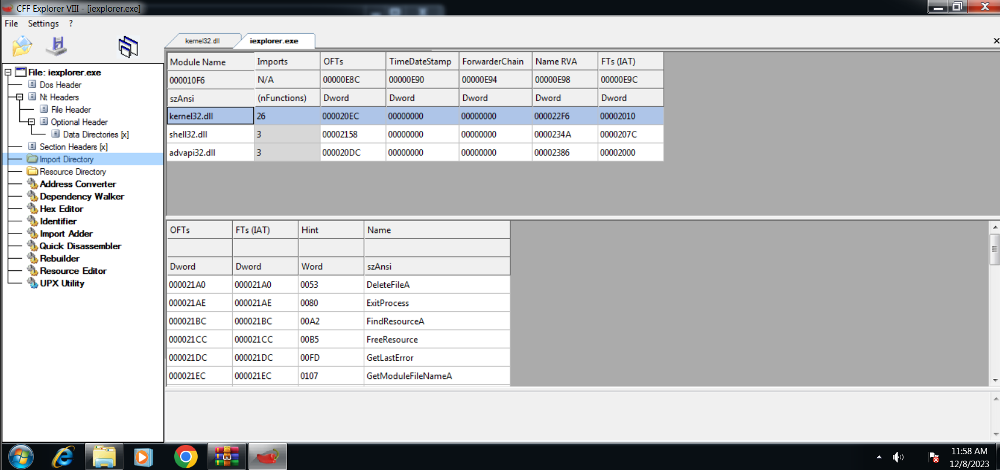 CFF Explorer VIII - [iexplorer.exe]
File Settings ?
kernel32.dll iexplorer.exe
File: iexplorer.exe
Dos Header
Nt Headers
File Header
Optional Header
Data Directories [x]
Section Headers [x]
Import Directory
Resource Directory
Address Converter
Dependency Walker
Hex Editor
Identifier
Import Adder
Quick Disassembler
Rebuilder
Resource Editor
UPX Utility
Module Name Imports OFTs TimeDateStamp ForwarderChain Name RVA FTs (IAT)
000010F6 N/A 00000E8C 00000E90 00000E94 00000E98 00000E9C
szAnsi (nFunctions) Dword Dword Dword Dword Dword
kernel32.dll 26 000020EC 00000000 00000000 000022F6 00002010
shell32.dll 3 00002158 00000000 00000000 0000234A 0000207C
advapi32.dll 3 000020DC 00000000 00000000 00002386 00002000
OFTs FTs (IAT) Hint Name
Dword Dword Word szAnsi
000021A0 000021A0 0053 DeleteFileA
000021AE 000021AE 0080 ExitProcess
000021BC 000021BC 00A2 FindResourceA
000021CC 000021CC 00B5 FreeResource
000021DC 000021DC 00FD GetLastError
000021EC 000021EC 0107 GetModuleFileNameA
11:58 AM
12/8/2023